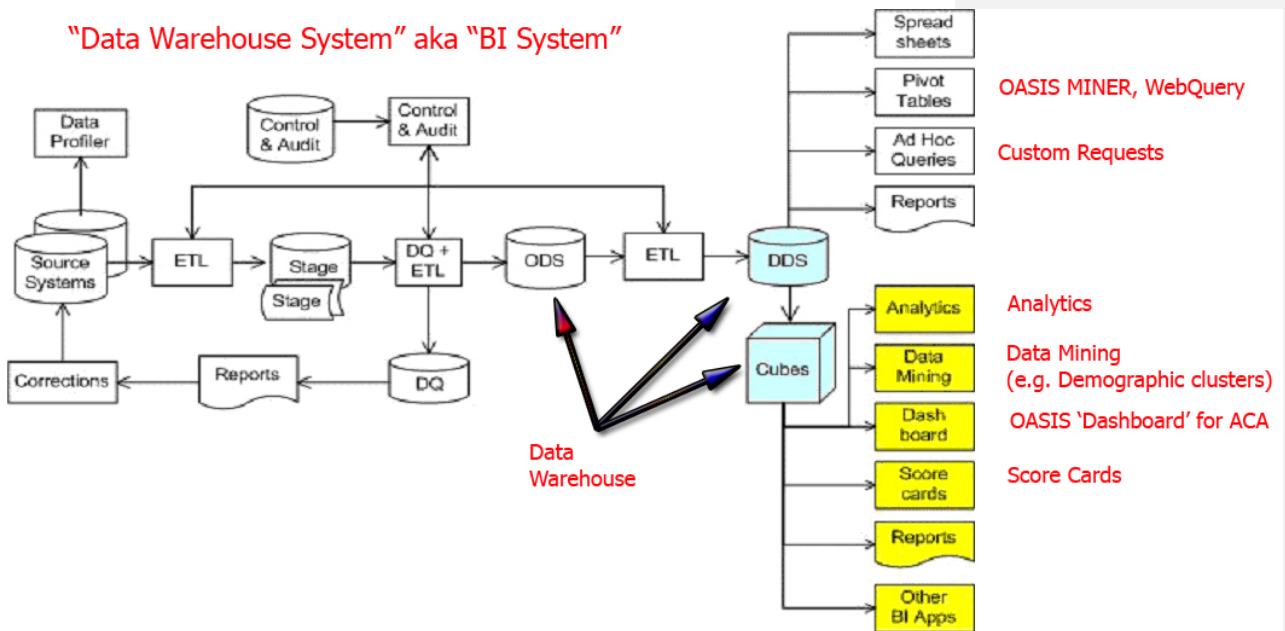 “Data Warehouse System” aka “BI System”
Data
Profiler
Control
& Audit
Control
& Audit
Source
Systems
ETL
Stage
Stage
DQ +
ETL
ODS
ETL
DDS
Corrections
Reports
DQ
Cubes
Data
Warehouse
Spread
sheets
Pivot
Tables
OASIS MINER, WebQuery
Ad Hoc
Queries
Custom Requests
Reports
Analytics
Analytics
Data
Mining
Data Mining
(e.g. Demographic clusters)
Dash
board
OASIS ‘Dashboard’ for ACA
Score
cards
Score Cards
Reports
Other
BI Apps